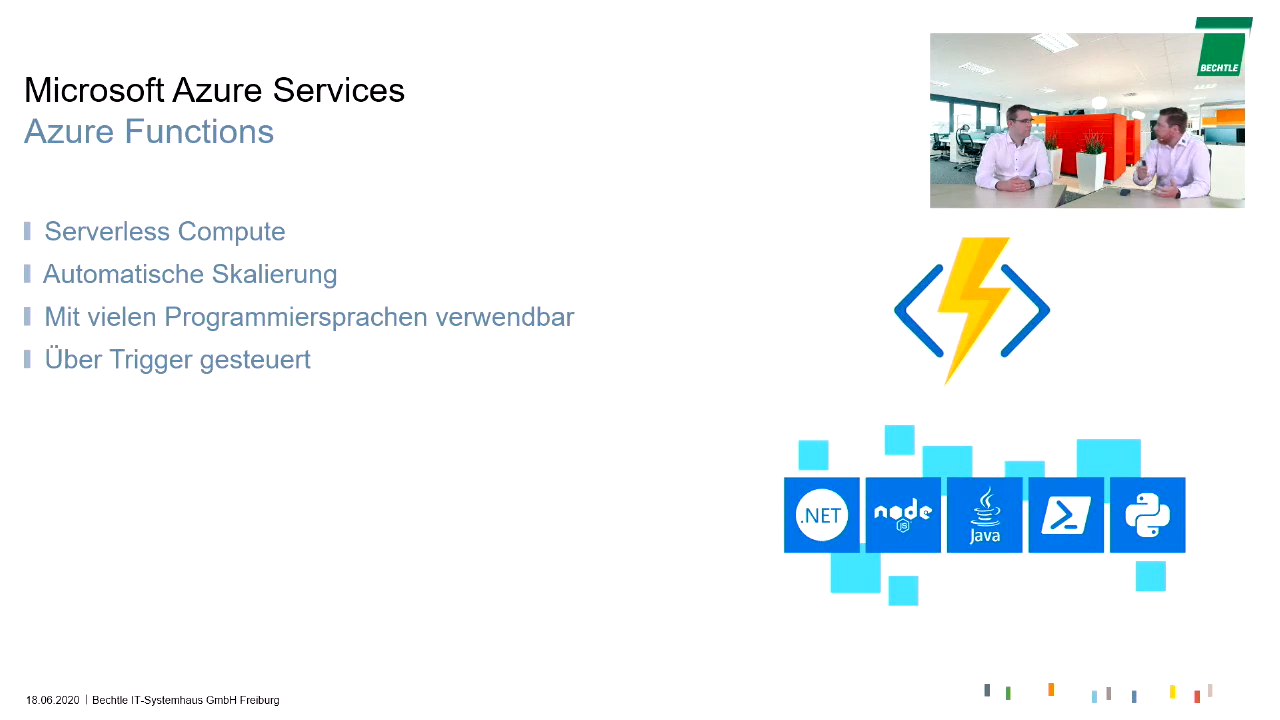 BECHTLE
Microsoft Azure Services
Azure Functions
Serverless Compute
Automatische Skalierung
Mit vielen Programmiersprachen verwendbar
Über Trigger gesteuert
.NET
node
JS
Java
18.06.2020 | Bechtle IT-Systemhaus GmbH Freiburg